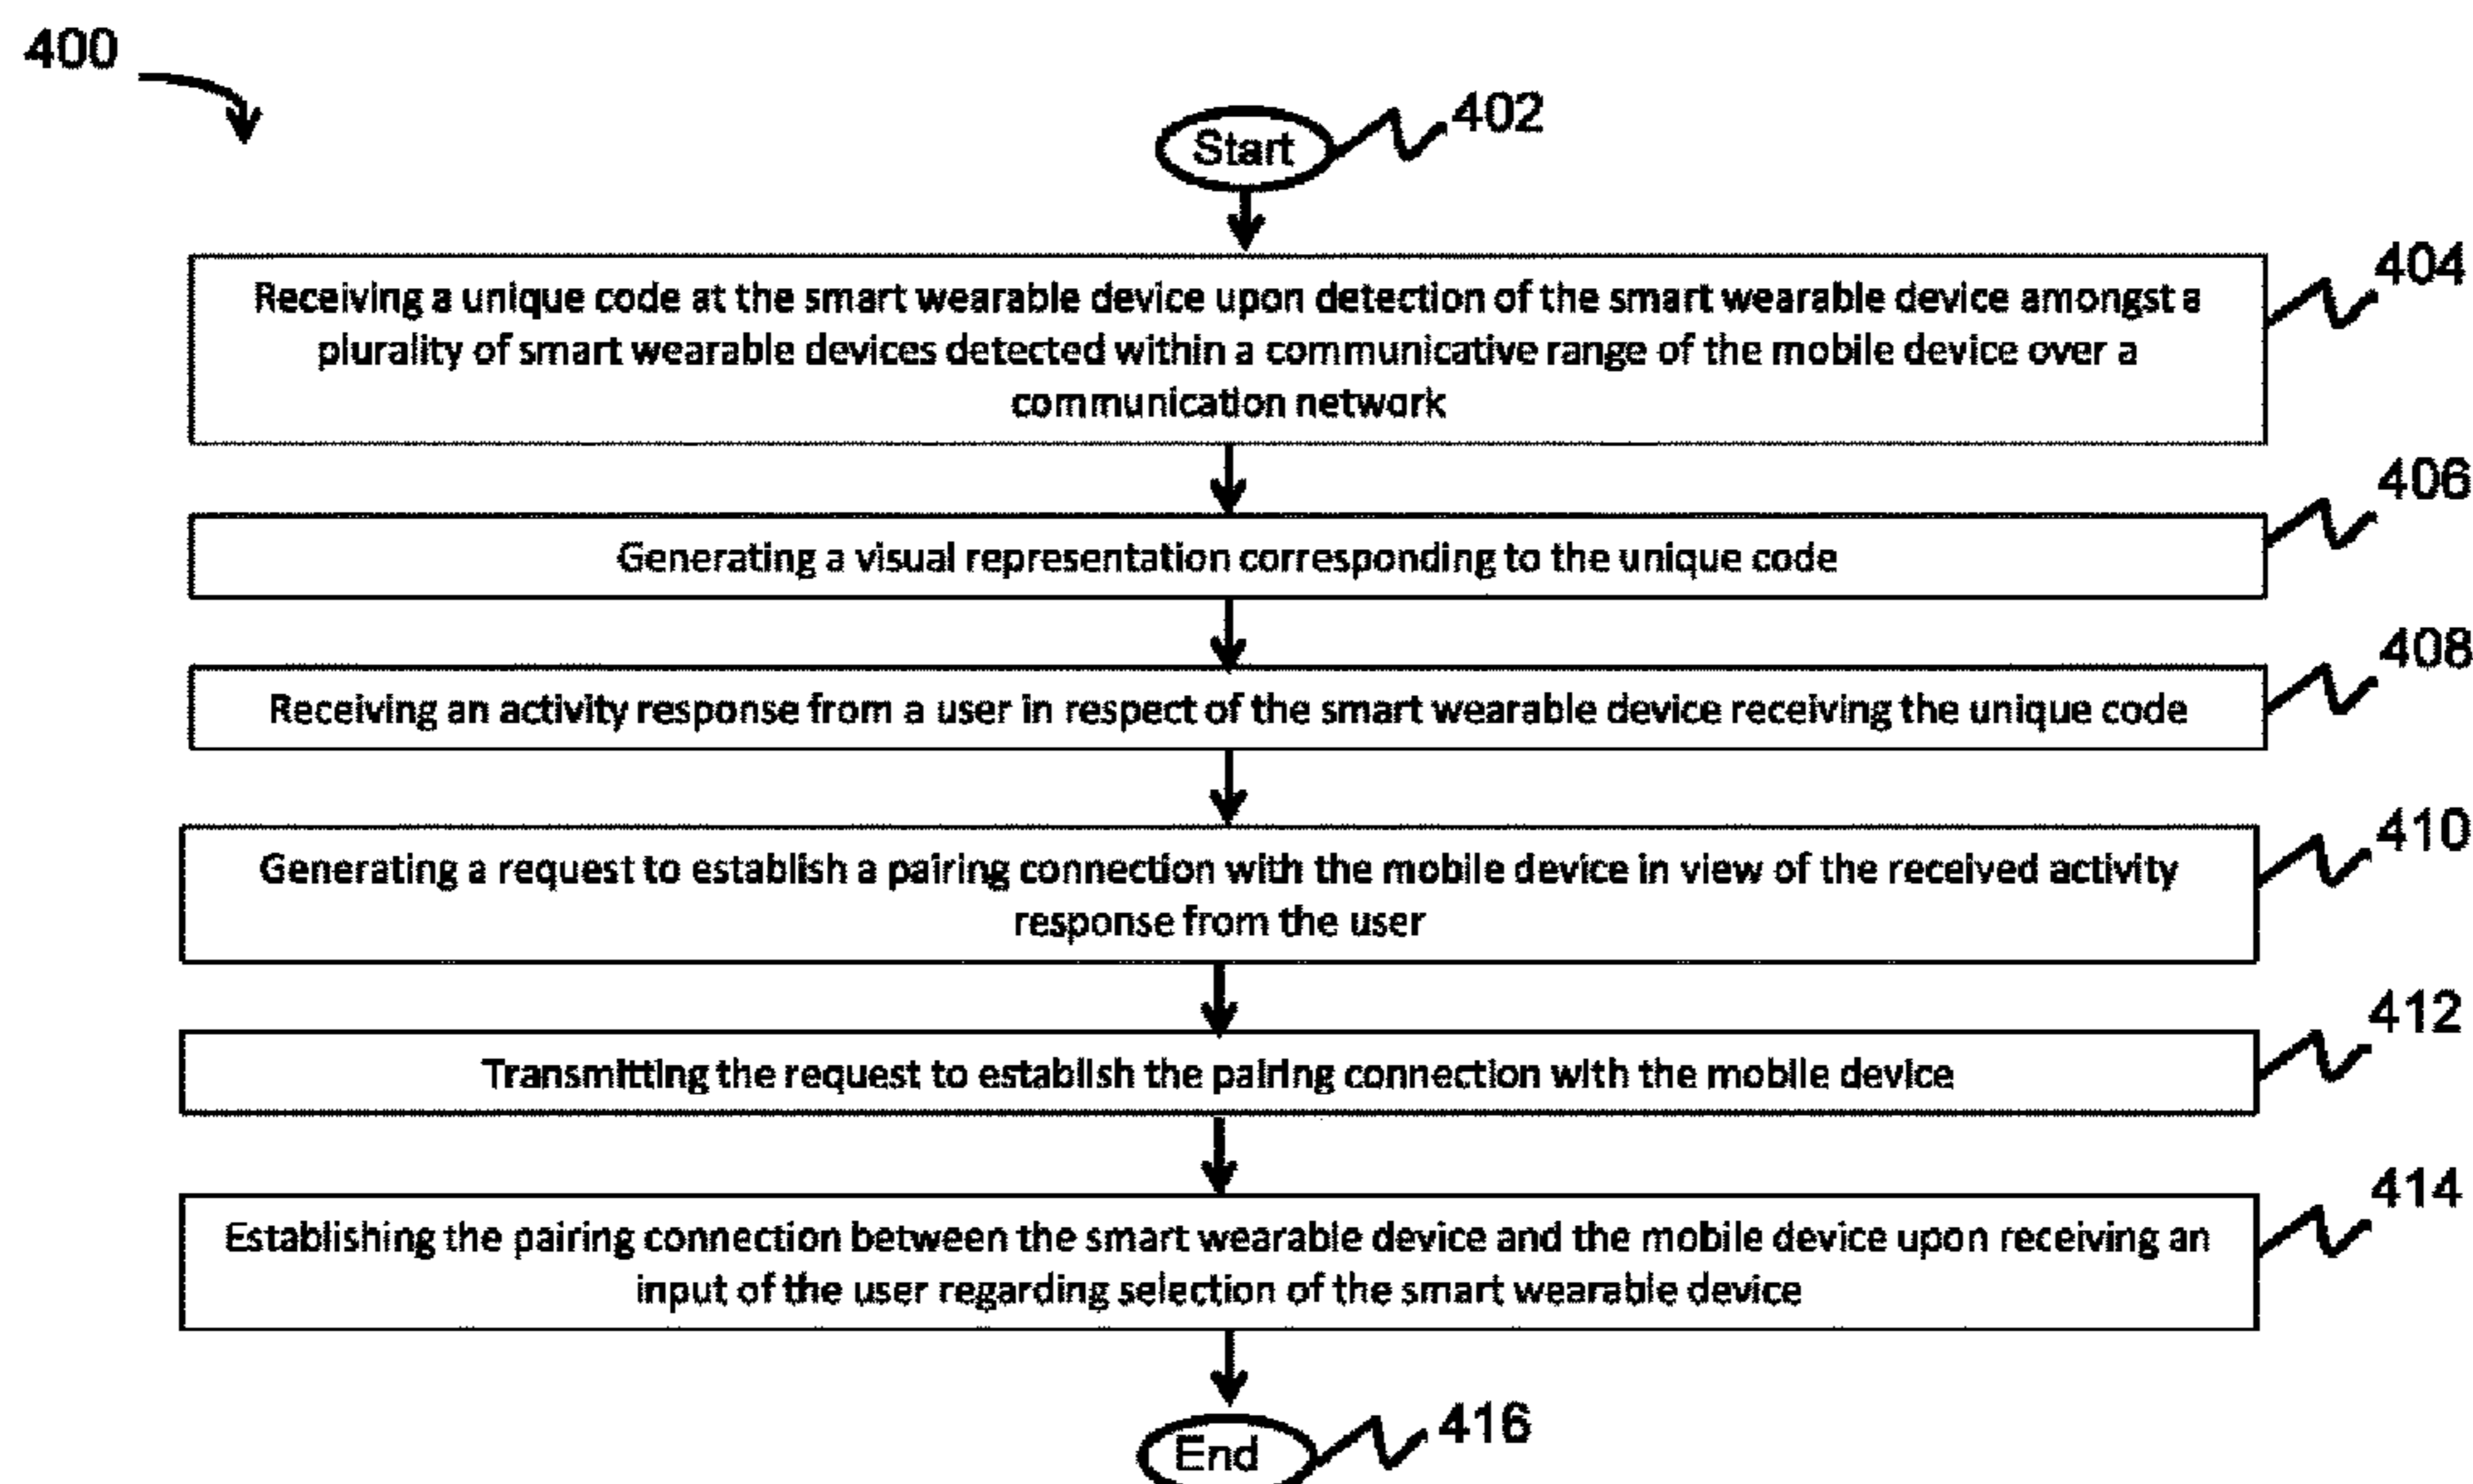 400
Start
402
Receiving a unique code at the smart wearable device upon detection of the smart wearable device amongst a
plurality of smart wearable devices detected within a communicative range of the mobile device over a
communication network
404
Generating a visual representation corresponding to the unique code
406
Receiving an activity response from a user in respect of the smart wearable device receiving the unique code
408
Generating a request to establish a pairing connection with the mobile device in view of the received activity
response from the user
410
Transmitting the request to establish the pairing connection with the mobile device
412
Establishing the pairing connection between the smart wearable device and the mobile device upon receiving an
input of the user regarding selection of the smart wearable device
414
End
416